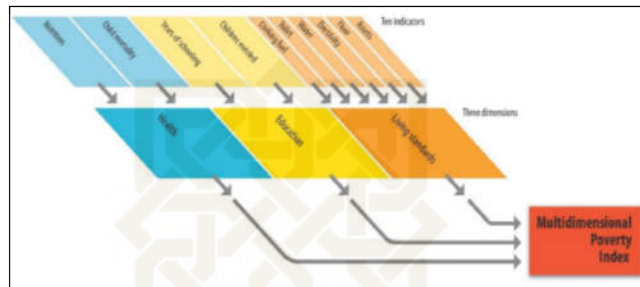 Nutrition
Child mortality
Years of schooling
Children enrolled
Cooking fuel
Toilet
Water
Electricity
Floor
Assets
Ten indicators
Health
Education
Living standards
Three dimensions
Multidimensional
Poverty
Index